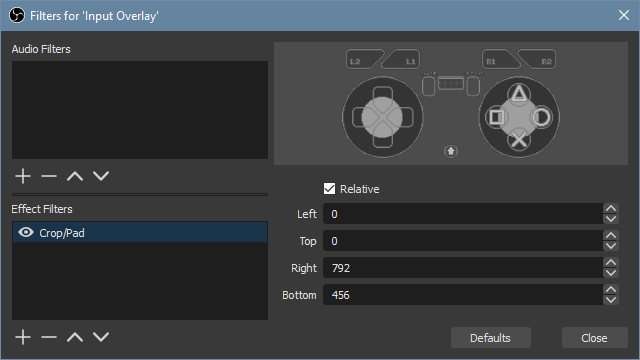 Filters for 'Input Overlay'
Audio Filters
L2 L1 R1 R2
Relative
Left 0
Top 0
Right 792
Bottom 456
Effect Filters
Crop/Pad
Defaults Close